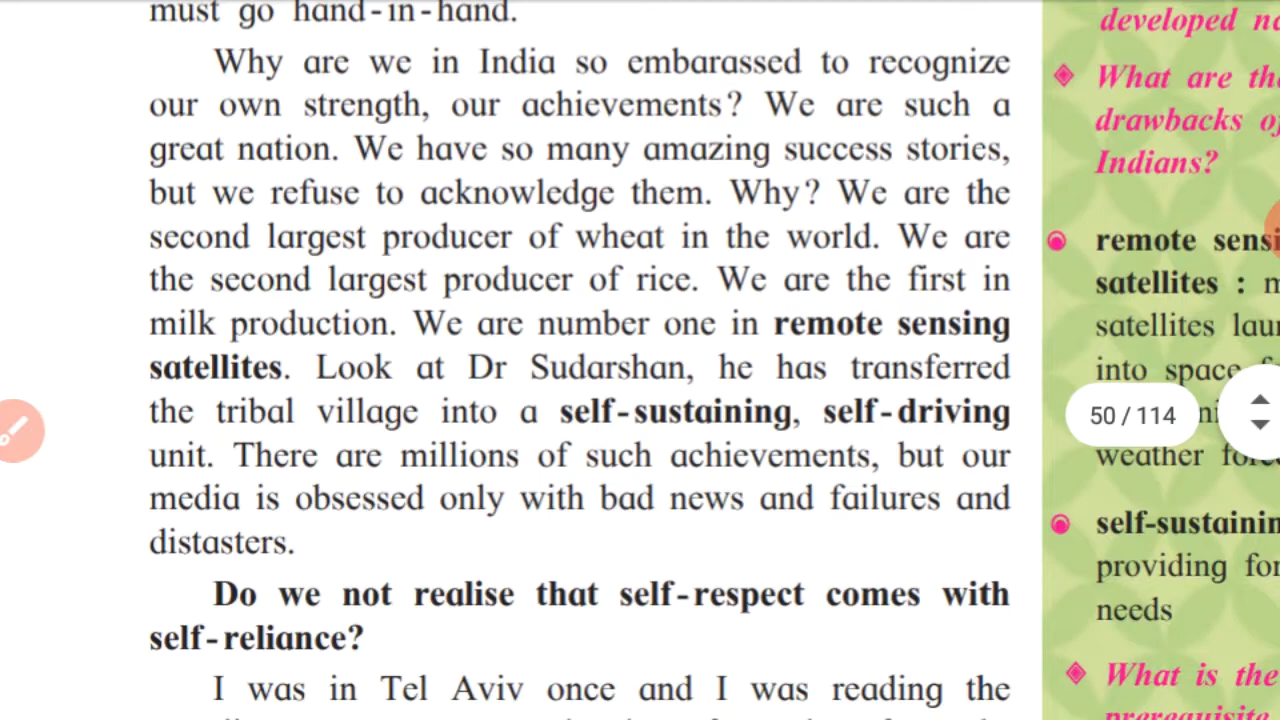 must go hand-in-hand.
Why are we in India so embarassed to recognize
our own strength, our achievements? We are such a
great nation. We have so many amazing success stories,
but we refuse to acknowledge them. Why? We are the
second largest producer of wheat in the world. We are
the second largest producer of rice. We are the first in
milk production. We are number one in remote sensing
satellites. Look at Dr Sudarshan, he has transferred
the tribal village into a self-sustaining, self-driving
unit. There are millions of such achievements, but our
media is obsessed only with bad news and failures and
distasters.
Do we not realise that self-respect comes with
self-reliance?
I was in Tel Aviv once and I was reading the
developed
What are
drawbacks
Indians?
remote
satellites :
satellites
into space
50 / 114
weather
self-sustaining
providing for
needs
What is the
prerequisite